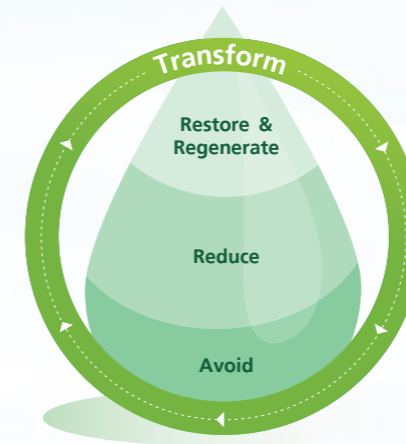 Transform
Restore &
Regenerate
Reduce
Avoid